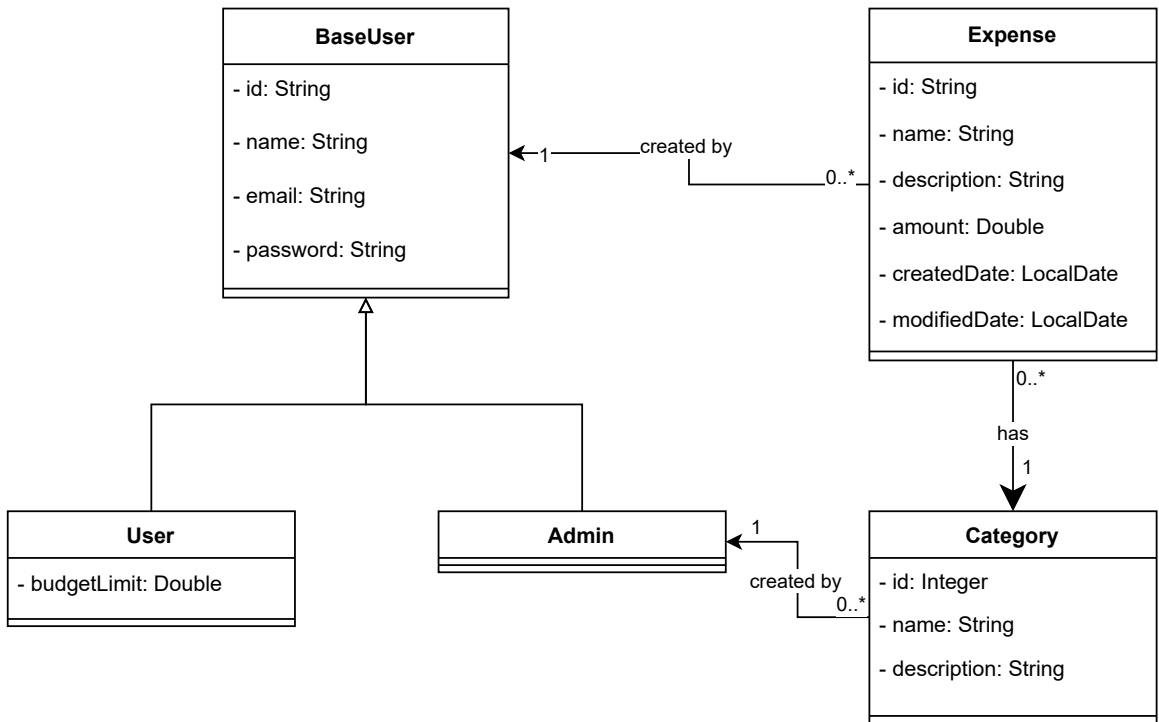 BaseUser
- id: String
- name: String
- email: String
- password: String
Expense
- id: String
- name: String
- description: String
- amount: Double
- createdDate: LocalDate
- modifiedDate: LocalDate
1
created by
0..*
0..*
has
1
User
- budgetLimit: Double
Admin
1
created by
0..*
Category
- id: Integer
- name: String
- description: String